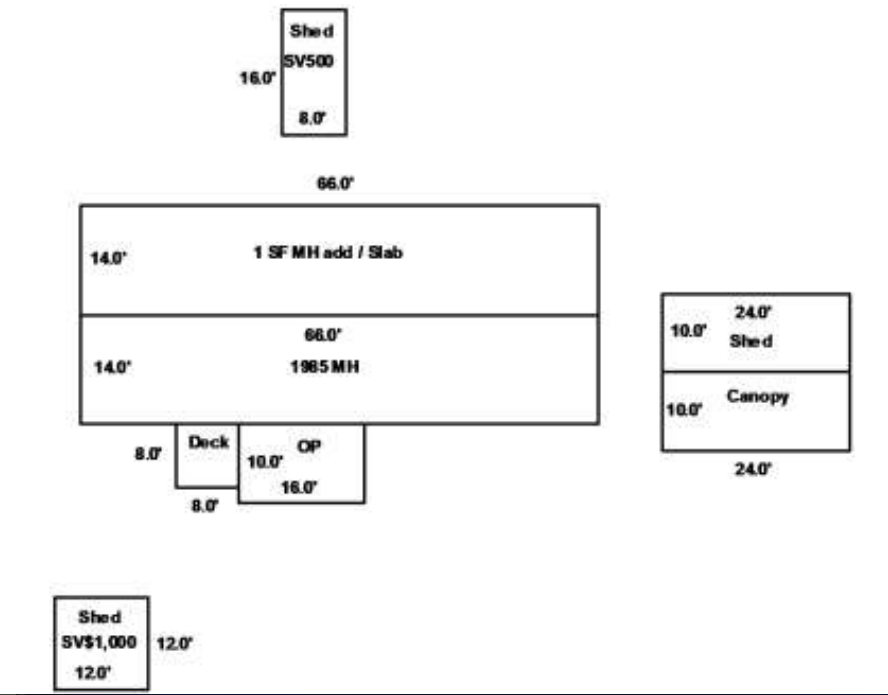 Shed
SV500
16.0'
8.0'
66.0'
14.0'
1 SF MH add / Slab
66.0'
14.0'
1985 MH
24.0'
10.0'
Shed
Canopy
10.0'
24.0'
Deck
OP
8.0'
10.0'
16.0'
8.0'
Shed
SV$1,000
12.0'
12.0'